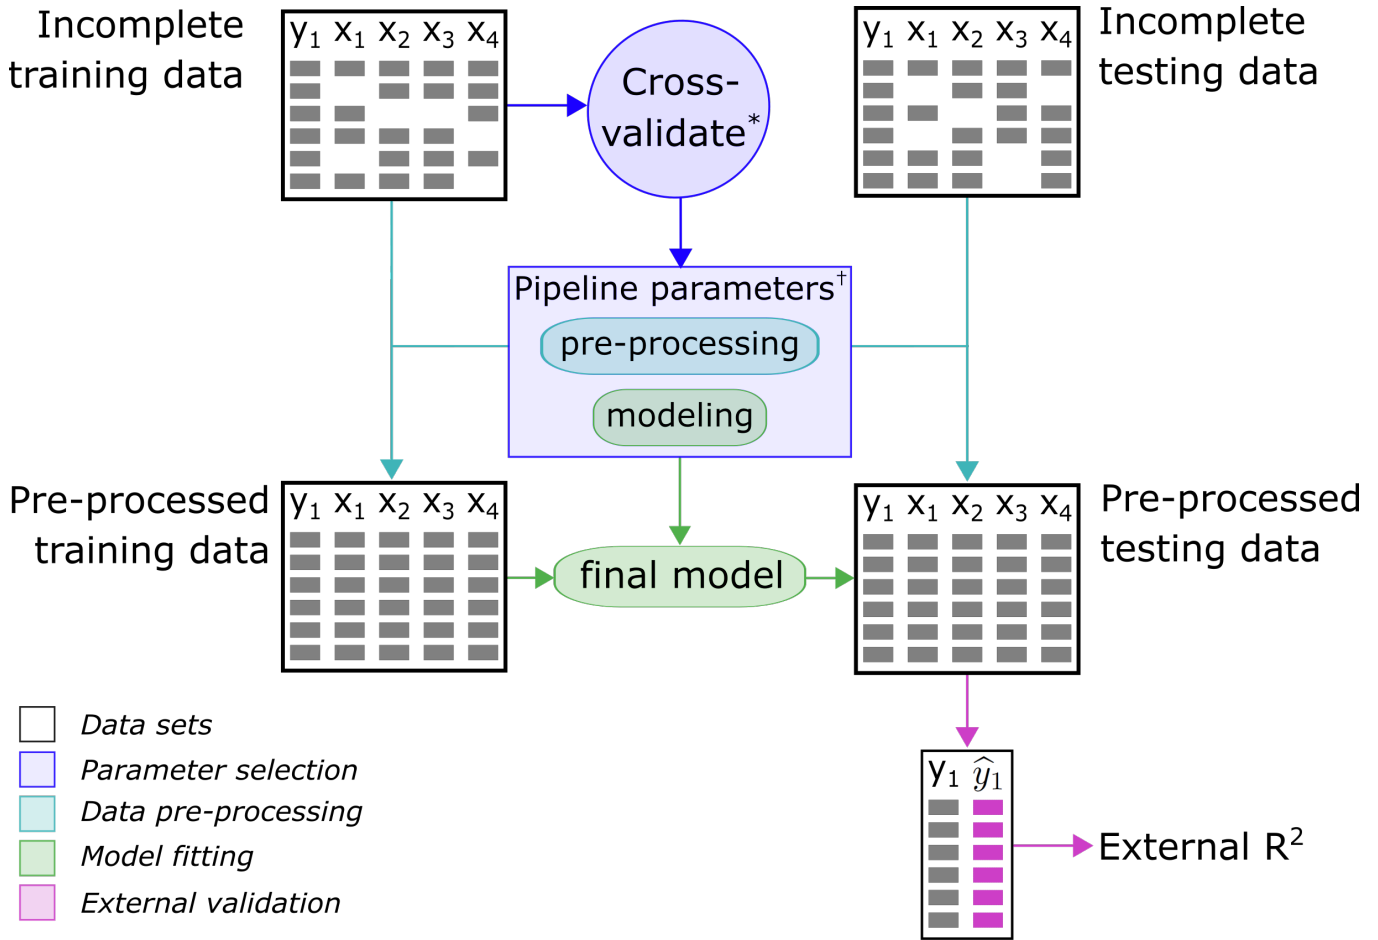 Incomplete
training data
y₁ x₁ x₂ x₃ x₄
Cross-
validate*
y₁ x₁ x₂ x₃ x₄
Incomplete
testing data
Pipeline parameters†
pre-processing
modeling
Pre-processed
training data
y₁ x₁ x₂ x₃ x₄
final model
y₁ x₁ x₂ x₃ x₄
Pre-processed
testing data
Data sets
Parameter selection
Data pre-processing
Model fitting
External validation
y₁ ŷ₁
External R²